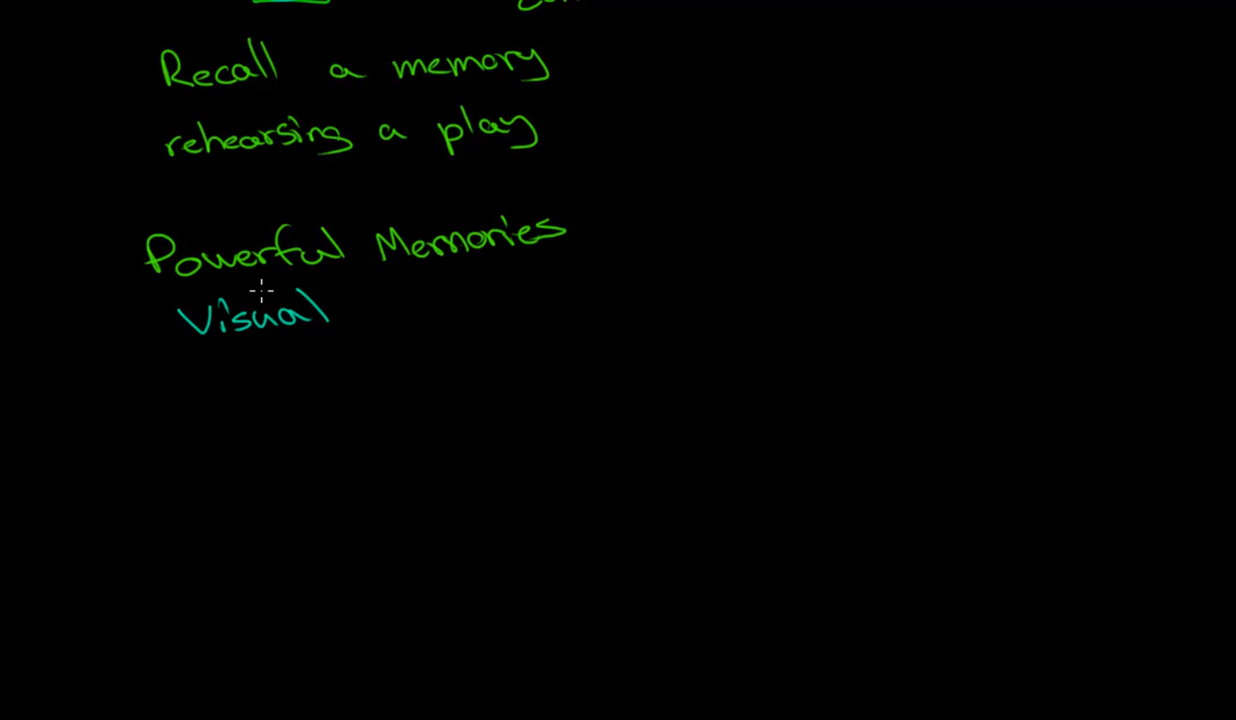 Recall a memory
rehearsing a play
Powerful Memories
Visual